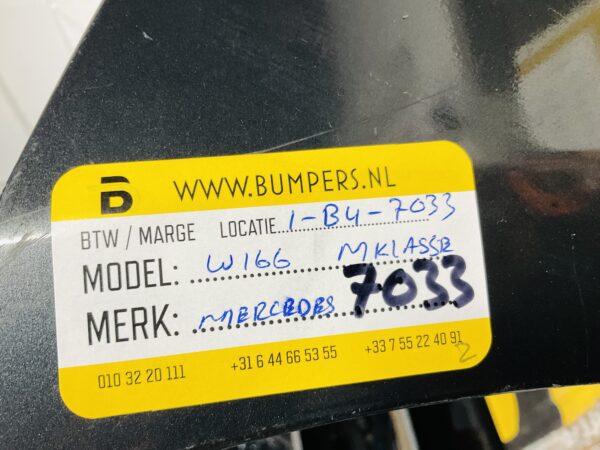 B WWW.BUMPERS.NL
BTW / MARGE LOCATIE 1-B4-7033
MODEL: W166 MKLASSE
MERK: MERCEDES 7033
010 32 20 111 +31 6 44 66 53 55 +33 7 55 22 40 91
2